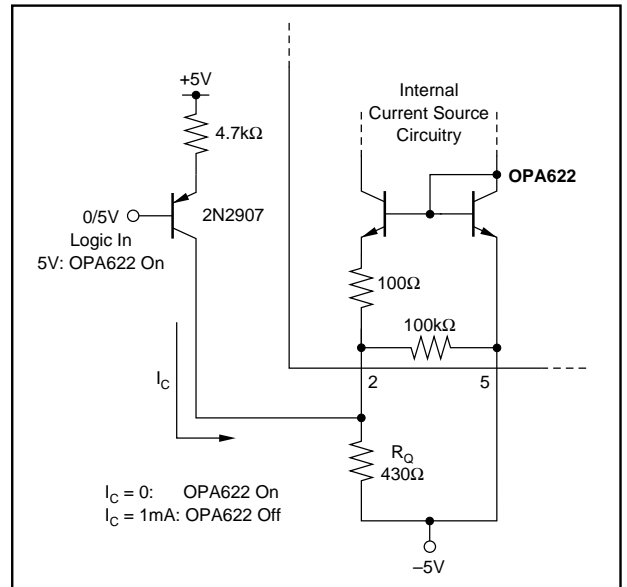 +5V
4.7kΩ
0/5V
2N2907
Logic In
5V: OPA622 On
Internal
Current Source
Circuitry
OPA622
100Ω
100kΩ
2
5
I_C
R_Q
430Ω
I_C = 0: OPA622 On
I_C = 1mA: OPA622 Off
–5V